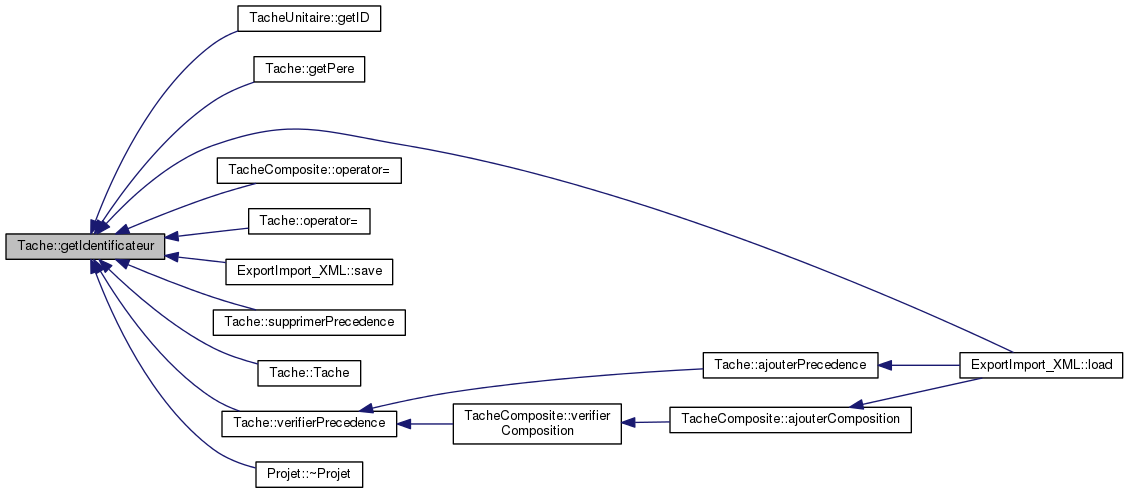 TacheUnitaire::getID
Tache::getPere
TacheComposite::operator=
Tache::operator=
Tache::getIdentificateur
ExportImport_XML::save
Tache::supprimerPrecedence
Tache::Tache
Tache::ajouterPrecedence
ExportImport_XML::load
Tache::verifierPrecedence
TacheComposite::verifier
Composition
TacheComposite::ajouterComposition
Projet::~Projet